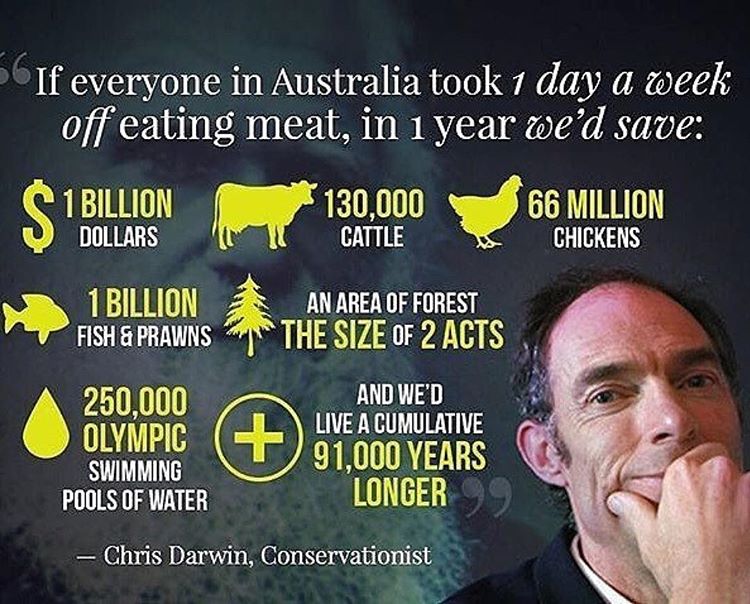 “If everyone in Australia took 1 day a week
off eating meat, in 1 year we’d save:
$ 1 BILLION
DOLLARS
130,000
CATTLE
66 MILLION
CHICKENS
1 BILLION
FISH & PRAWNS
AN AREA OF FOREST
THE SIZE OF 2 ACTS
250,000
OLYMPIC
SWIMMING
POOLS OF WATER
AND WE’D
LIVE A CUMULATIVE
91,000 YEARS
LONGER ”
— Chris Darwin, Conservationist